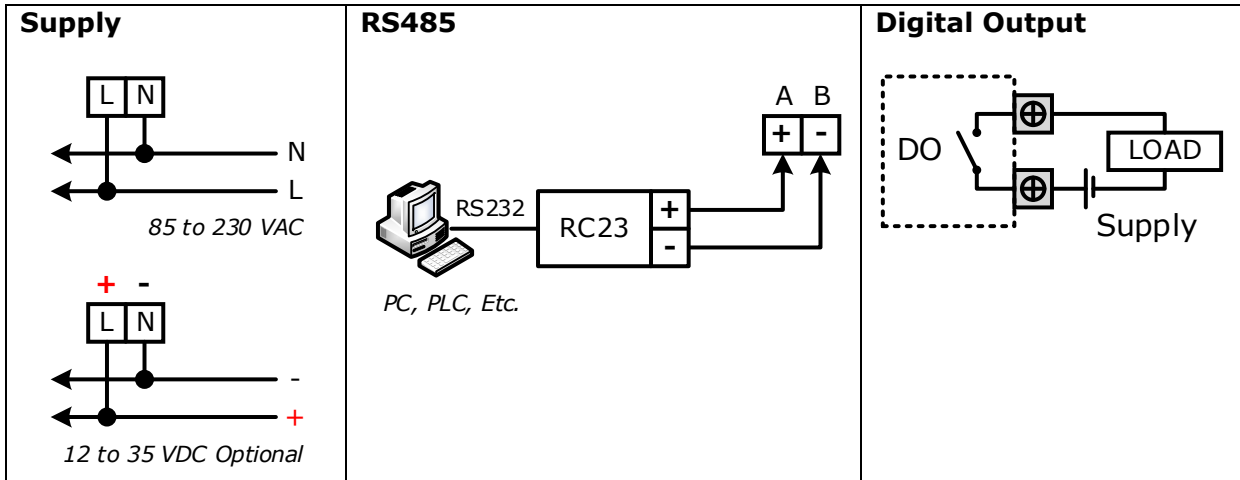 Supply
L N
N
L
85 to 230 VAC
+ -
L N
-
+
12 to 35 VDC Optional
RS485
A B
+ -
RS232
RC23
+
-
PC, PLC, Etc.
Digital Output
DO
LOAD
Supply